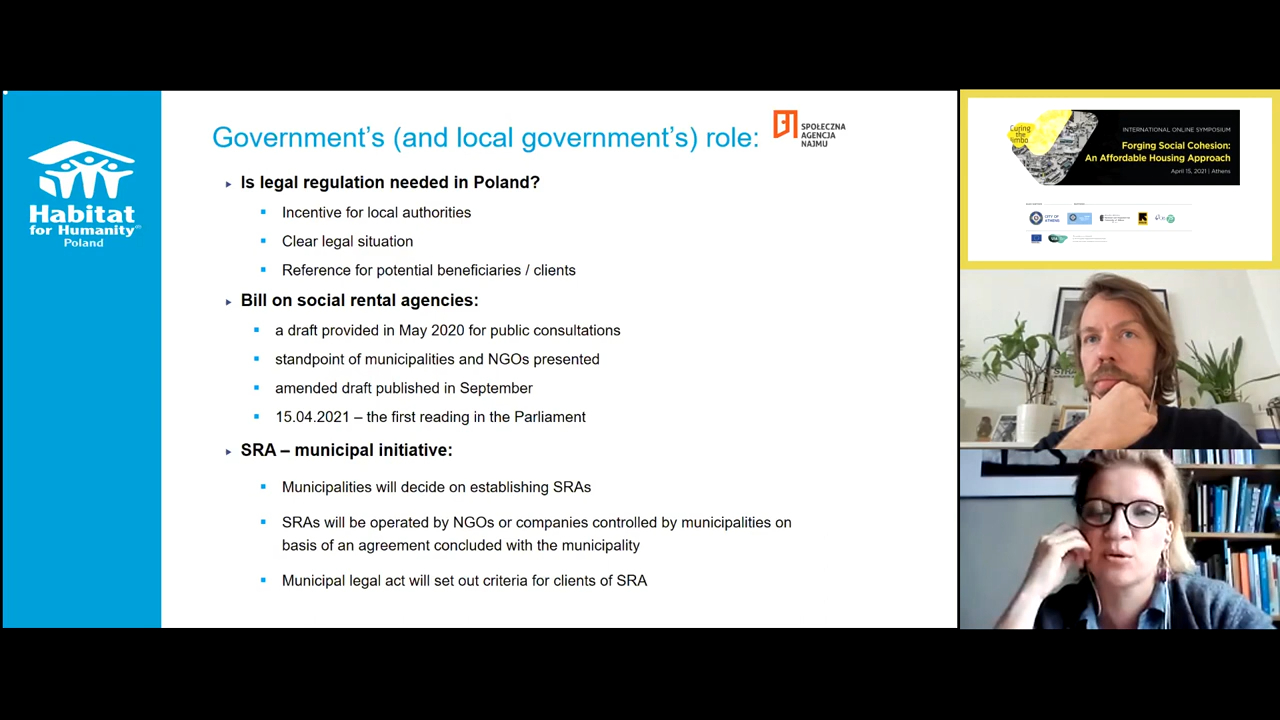 Habitat
for Humanity®
Poland
Government's (and local government's) role:
SPOŁECZNA
AGENCJA
NAJMU
Is legal regulation needed in Poland?
Incentive for local authorities
Clear legal situation
Reference for potential beneficiaries / clients
Bill on social rental agencies:
a draft provided in May 2020 for public consultations
standpoint of municipalities and NGOs presented
amended draft published in September
15.04.2021 – the first reading in the Parliament
SRA – municipal initiative:
Municipalities will decide on establishing SRAs
SRAs will be operated by NGOs or companies controlled by municipalities on
basis of an agreement concluded with the municipality
Municipal legal act will set out criteria for clients of SRA
Curing
the
limbo
INTERNATIONAL ONLINE SYMPOSIUM
Forging Social Cohesion:
An Affordable Housing Approach
April 15, 2021 | Athens
CITY OF
ATHENS